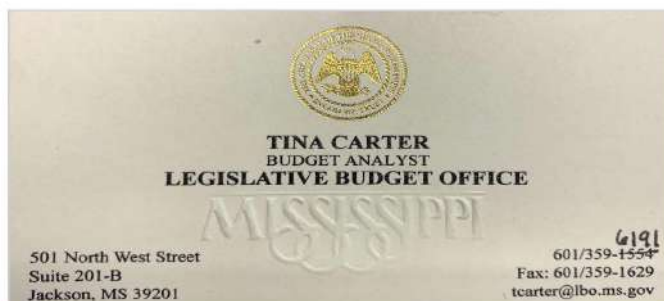 TINA CARTER
BUDGET ANALYST
LEGISLATIVE BUDGET OFFICE
MISSISSIPPI
501 North West Street
Suite 201-B
Jackson, MS 39201
6191
601/359-1554
Fax: 601/359-1629
tcarter@lbo.ms.gov